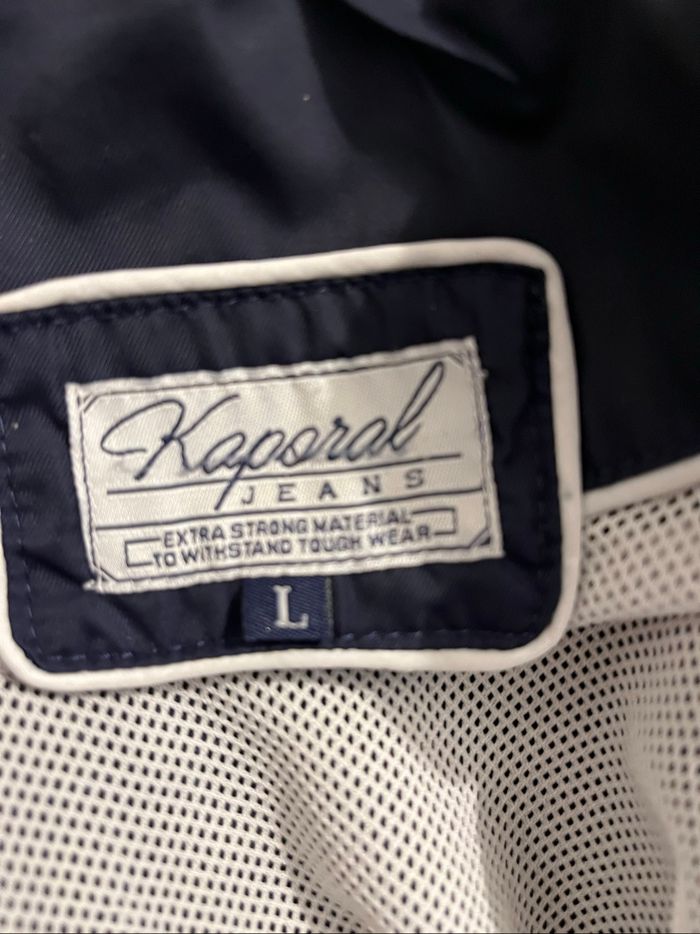 Kaporal
JEANS
EXTRA STRONG MATERIAL
TO WITHSTAND TOUGH WEAR
L